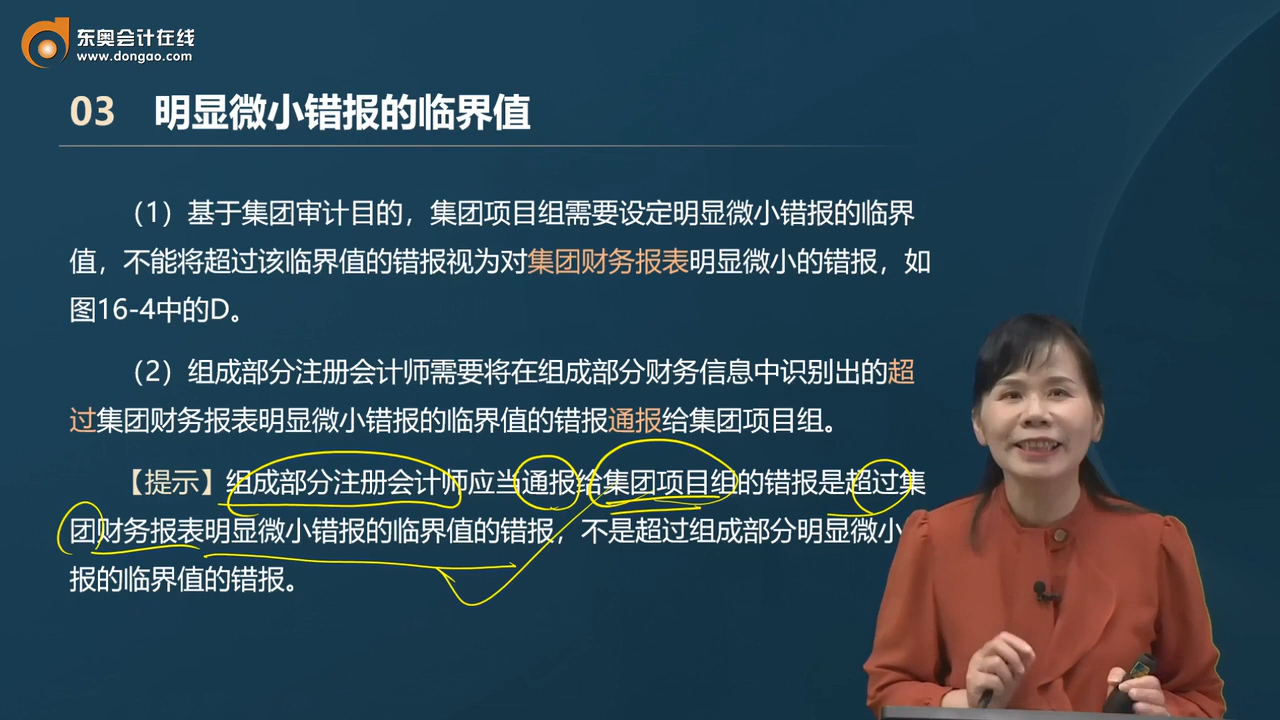 东奥会计在线
www.dongao.com
03 明显微小错报的临界值
（1）基于集团审计目的，集团项目组需要设定明显微小错报的临界
值，不能将超过该临界值的错报视为对集团财务报表明显微小的错报，如
图16-4中的D。
（2）组成部分注册会计师需要将在组成部分财务信息中识别出的超
过集团财务报表明显微小错报的临界值的错报通报给集团项目组。
【提示】组成部分注册会计师应当通报给集团项目组的错报是超过集
团财务报表明显微小错报的临界值的错报，不是超过组成部分明显微小
报的临界值的错报。